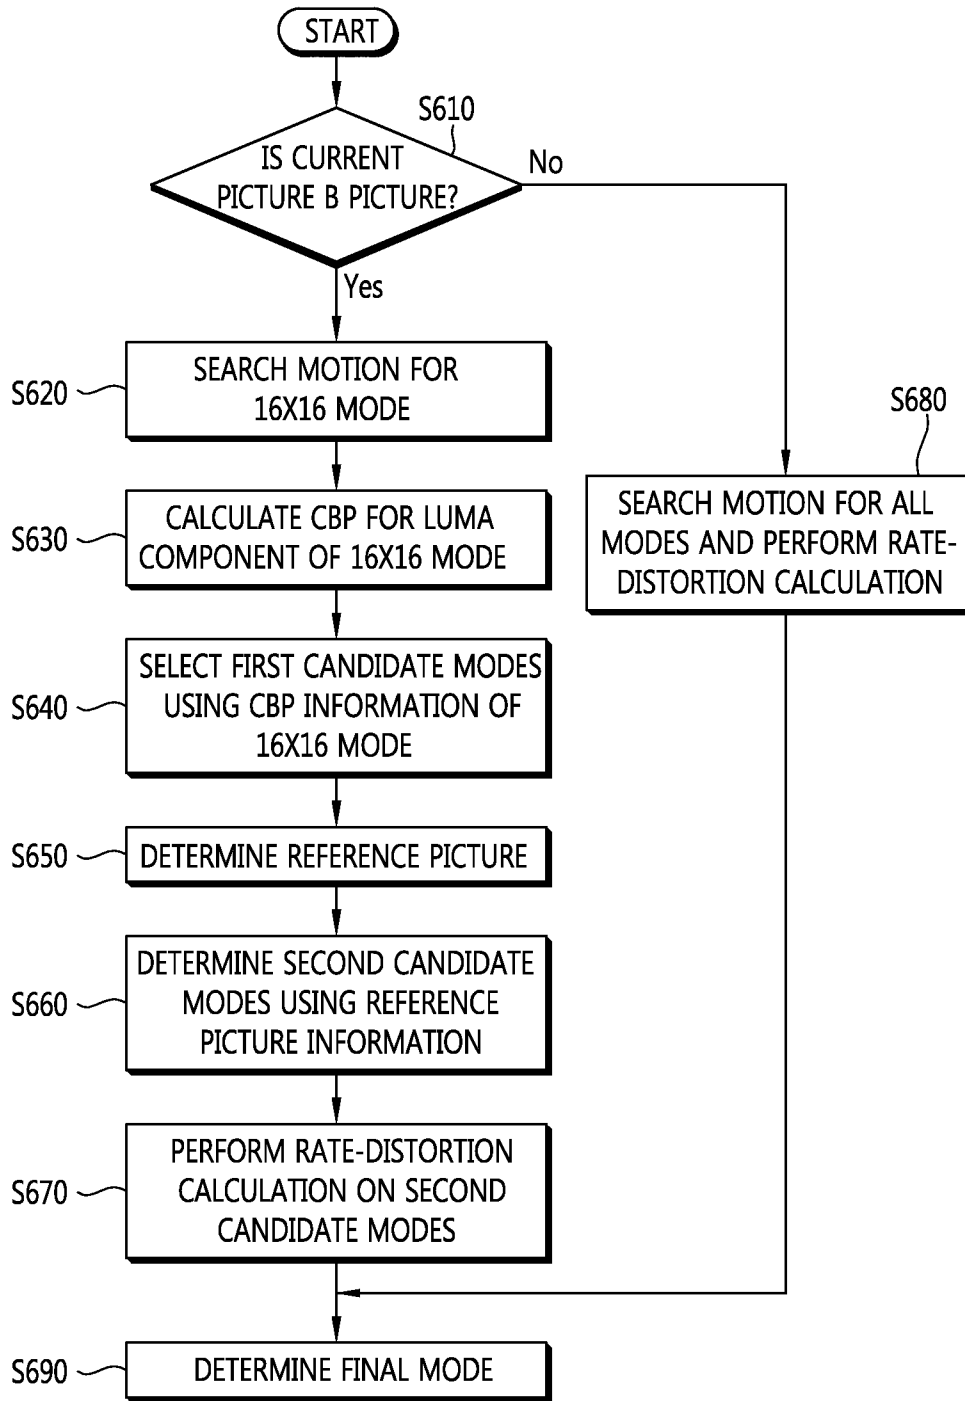 START
S610
IS CURRENT
PICTURE B PICTURE?
No
Yes
S620
SEARCH MOTION FOR
16X16 MODE
S630
CALCULATE CBP FOR LUMA
COMPONENT OF 16X16 MODE
S680
SEARCH MOTION FOR ALL
MODES AND PERFORM RATE-
DISTORTION CALCULATION
S640
SELECT FIRST CANDIDATE MODES
USING CBP INFORMATION OF
16X16 MODE
S650
DETERMINE REFERENCE PICTURE
S660
DETERMINE SECOND CANDIDATE
MODES USING REFERENCE
PICTURE INFORMATION
S670
PERFORM RATE-DISTORTION
CALCULATION ON SECOND
CANDIDATE MODES
S690
DETERMINE FINAL MODE